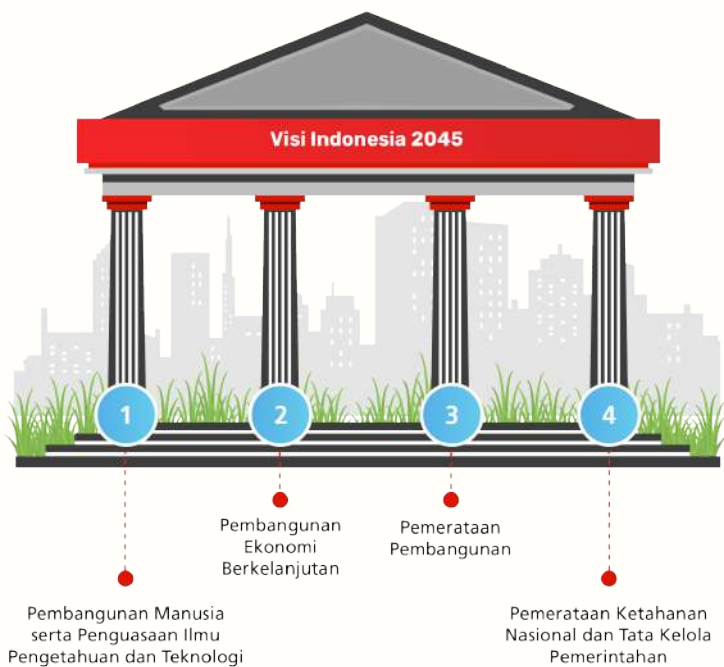 Visi Indonesia 2045
1
2
3
4
Pembangunan
Ekonomi
Berkelanjutan
Pemerataan
Pembangunan
Pembangunan Manusia
serta Penguasaan Ilmu
Pengetahuan dan Teknologi
Pemerataan Ketahanan
Nasional dan Tata Kelola
Pemerintahan